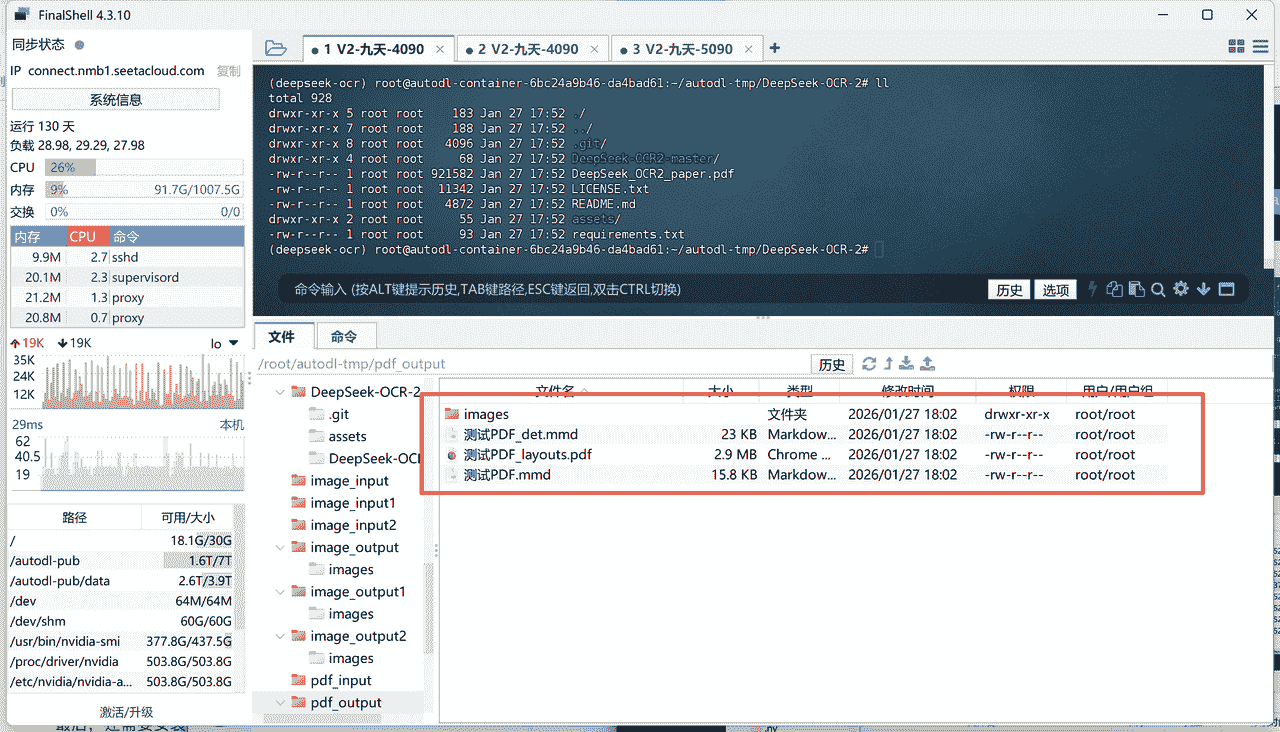 FinalShell 4.3.10
同步状态
IP connect.nmb1.seetacloud.com 复制
系统信息
运行 130 天
负载 28.98, 29.29, 27.98
CPU 26%
内存 9% 91.7G/1007.5G
交换 0% 0/0
内存 CPU 命令
9.9M 2.7 sshd
20.1M 2.3 supervisord
21.2M 1.3 proxy
20.8M 0.7 proxy
19K 19K lo
35K
24K
12K
29ms 本机
62
40.5
19
路径 可用/大小
/ 18.1G/30G
/autodl-pub 1.6T/7T
/autodl-pub/data 2.6T/3.9T
/dev 64M/64M
/dev/shm 60G/60G
/usr/bin/nvidia-smi 377.8G/437.5G
/proc/driver/nvidia 503.8G/503.8G
/etc/nvidia/nvidia-a... 503.8G/503.8G
激活/升级
1 V2-九天-4090
2 V2-九天-4090
3 V2-九天-5090
(deepseek-ocr) root@autodl-container-6bc24a9b46-da4bad61:~/autodl-tmp/DeepSeek-OCR-2# ll
total 928
drwxr-xr-x 5 root root 183 Jan 27 17:52 ./
drwxr-xr-x 7 root root 188 Jan 27 17:52 ../
drwxr-xr-x 8 root root 4096 Jan 27 17:52 .git/
drwxr-xr-x 4 root root 68 Jan 27 17:52 DeepSeek-OCR2-master/
-rw-r--r-- 1 root root 921582 Jan 27 17:52 DeepSeek_OCR2_paper.pdf
-rw-r--r-- 1 root root 11342 Jan 27 17:52 LICENSE.txt
-rw-r--r-- 1 root root 4872 Jan 27 17:52 README.md
drwxr-xr-x 2 root root 55 Jan 27 17:52 assets/
-rw-r--r-- 1 root root 93 Jan 27 17:52 requirements.txt
(deepseek-ocr) root@autodl-container-6bc24a9b46-da4bad61:~/autodl-tmp/DeepSeek-OCR-2#
命令输入 (按ALT键提示历史,TAB键路径,ESC键返回,双击CTRL切换) 历史 选项
文件 命令
/root/autodl-tmp/pdf_output 历史
DeepSeek-OCR-2
.git
assets
DeepSeek-OCR
image_input
image_input1
image_input2
image_output
images
image_output1
images
image_output2
images
pdf_input
pdf_output
文件名 大小 类型 修改时间 权限 用户/用户组
images 文件夹 2026/01/27 18:02 drwxr-xr-x root/root
测试PDF_det.mmd 23 KB Markdow... 2026/01/27 18:02 -rw-r--r-- root/root
测试PDF_layouts.pdf 2.9 MB Chrome ... 2026/01/27 18:02 -rw-r--r-- root/root
测试PDF.mmd 15.8 KB Markdow... 2026/01/27 18:02 -rw-r--r-- root/root